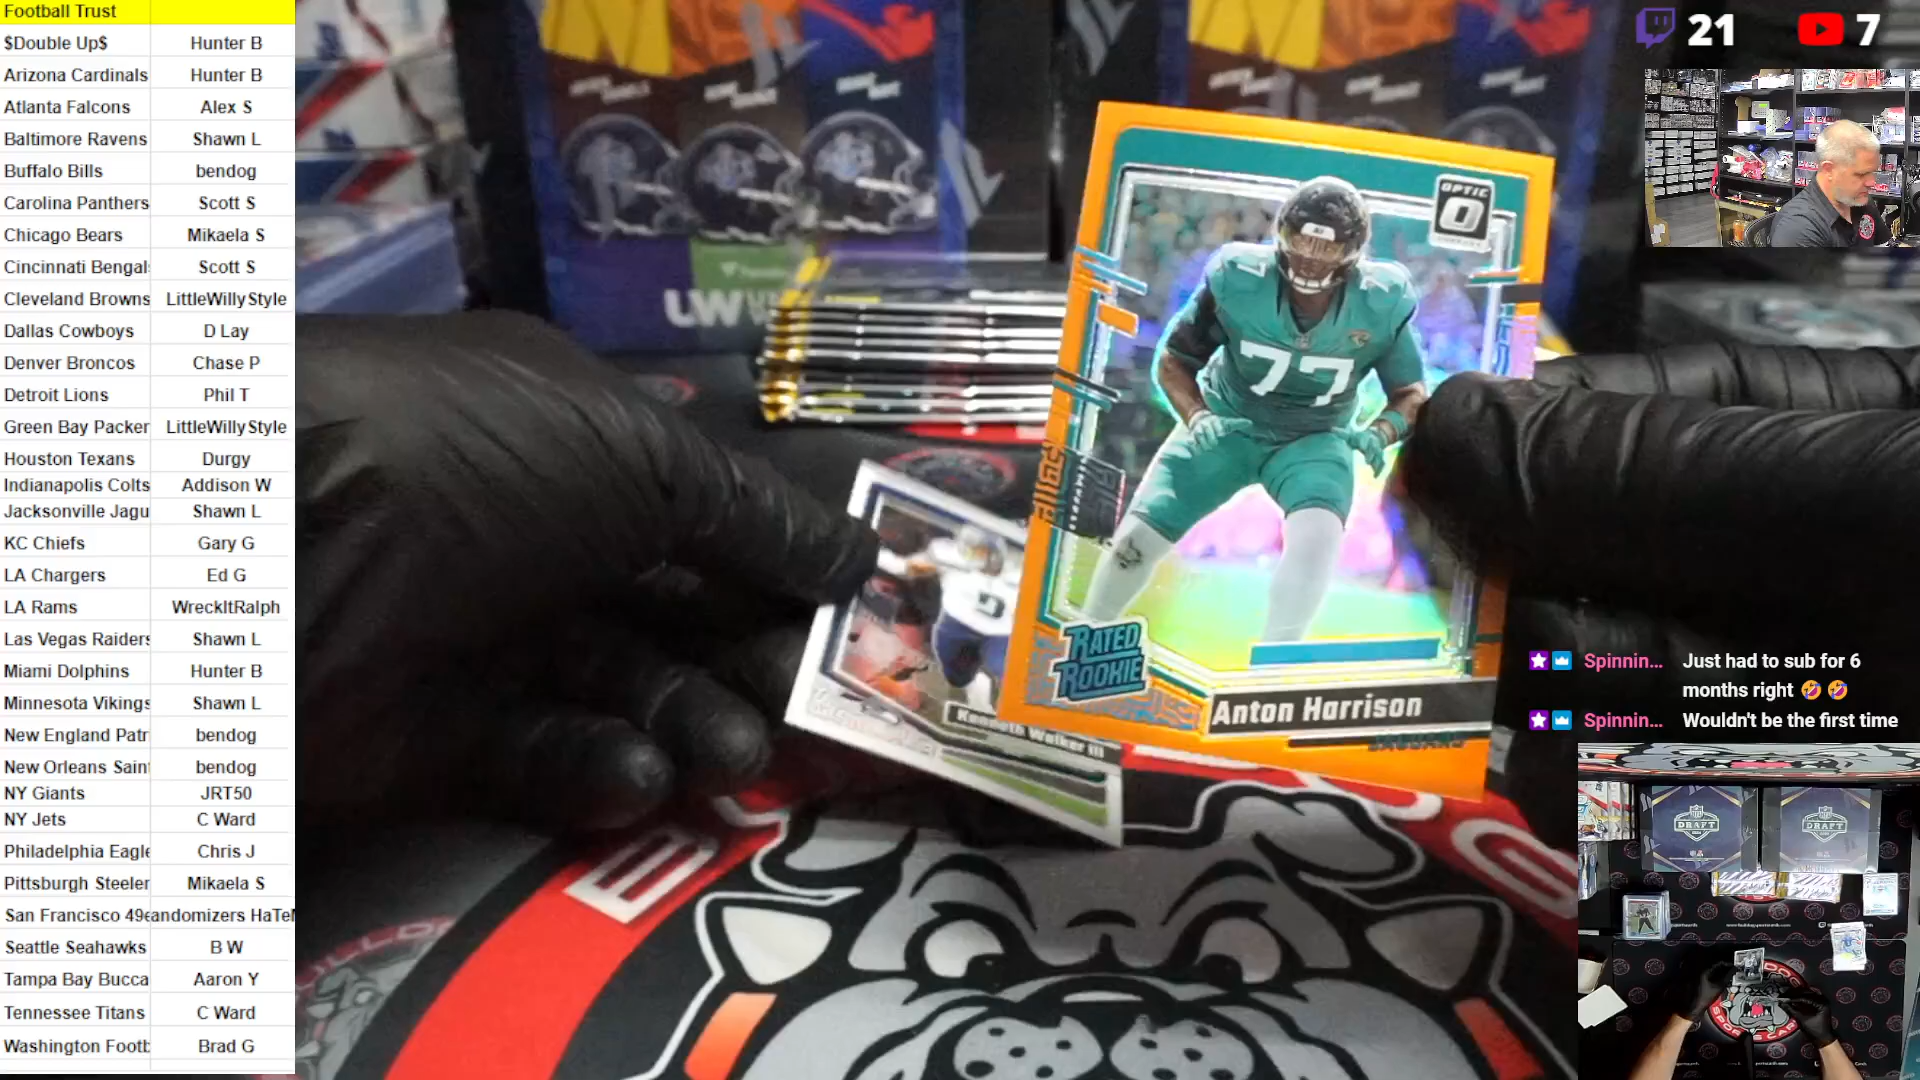 Football Trust
$Double Up$ Hunter B
Arizona Cardinals Hunter B
Atlanta Falcons Alex S
Baltimore Ravens Shawn L
Buffalo Bills bendog
Carolina Panthers Scott S
Chicago Bears Mikaela S
Cincinnati Bengal Scott S
Cleveland Browns LittleWillyStyle
Dallas Cowboys D Lay
Denver Broncos Chase P
Detroit Lions Phil T
Green Bay Packer LittleWillyStyle
Houston Texans Durgy
Indianapolis Colts Addison W
Jacksonville Jagu Shawn L
KC Chiefs Gary G
LA Chargers Ed G
LA Rams WreckItRalph
Las Vegas Raiders Shawn L
Miami Dolphins Hunter B
Minnesota Vikings Shawn L
New England Patr bendog
New Orleans Saint bendog
NY Giants JRT50
NY Jets C Ward
Philadelphia Eagle Chris J
Pittsburgh Steeler Mikaela S
San Francisco 49e andomizers HaTeM
Seattle Seahawks B W
Tampa Bay Bucca Aaron Y
Tennessee Titans C Ward
Washington Footb Brad G
21 7
OPTIC
77
77
RATED
ROOKIE
Anton Harrison
Kenneth Walker III
Spinnin... Just had to sub for 6
months right 🤣🤣
Spinnin... Wouldn't be the first time
DRAFT
DRAFT